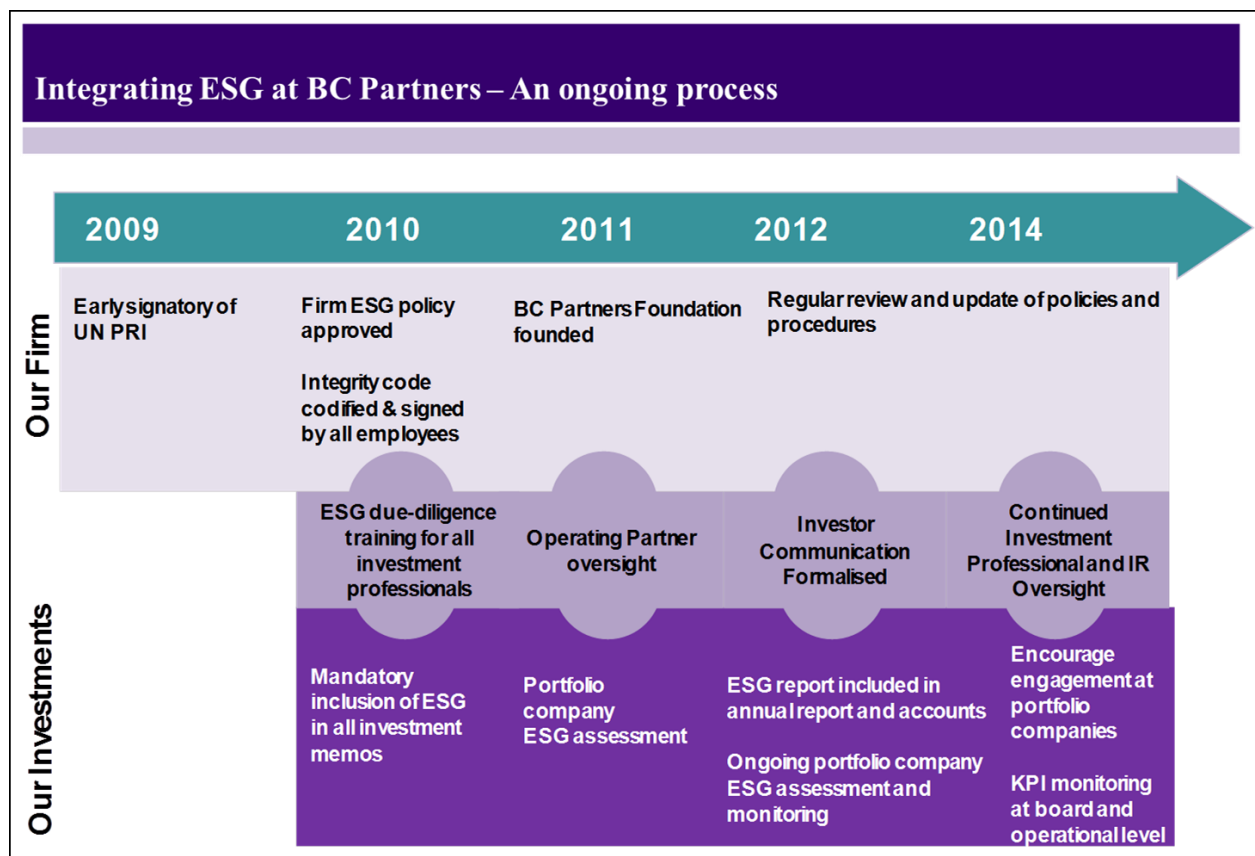 Integrating ESG at BC Partners – An ongoing process
2009
2010
2011
2012
2014
Our Firm
Early signatory of
UN PRI
Firm ESG policy
approved
Integrity code
codified & signed
by all employees
BC Partners Foundation
founded
Regular review and update of policies and
procedures
Our Investments
ESG due-diligence
training for all
investment
professionals
Operating Partner
oversight
Investor
Communication
Formalised
Continued
Investment
Professional and IR
Oversight
Mandatory
inclusion of ESG
in all investment
memos
Portfolio
company
ESG assessment
ESG report included in
annual report and accounts
Ongoing portfolio company
ESG assessment and
monitoring
Encourage
engagement at
portfolio
companies
KPI monitoring
at board and
operational level